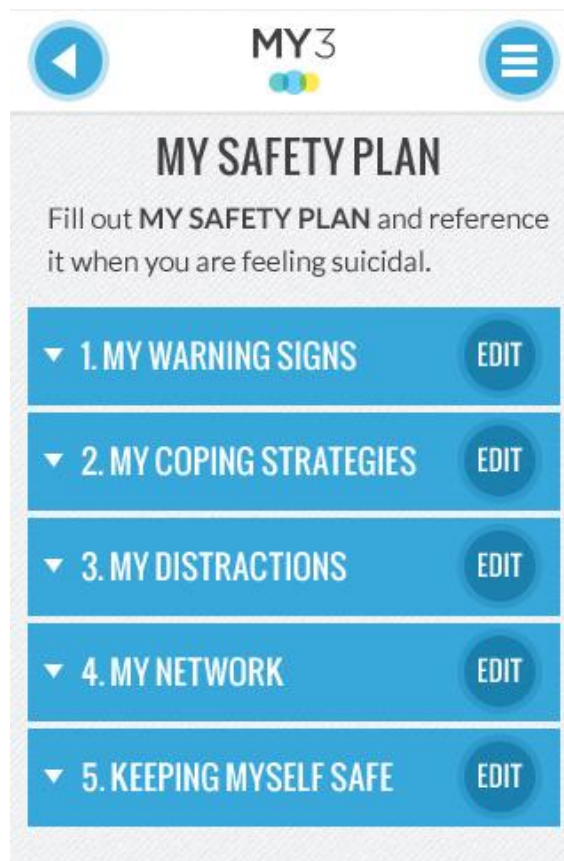 MY3
MY SAFETY PLAN
Fill out MY SAFETY PLAN and reference
it when you are feeling suicidal.
1. MY WARNING SIGNS EDIT
2. MY COPING STRATEGIES EDIT
3. MY DISTRACTIONS EDIT
4. MY NETWORK EDIT
5. KEEPING MYSELF SAFE EDIT